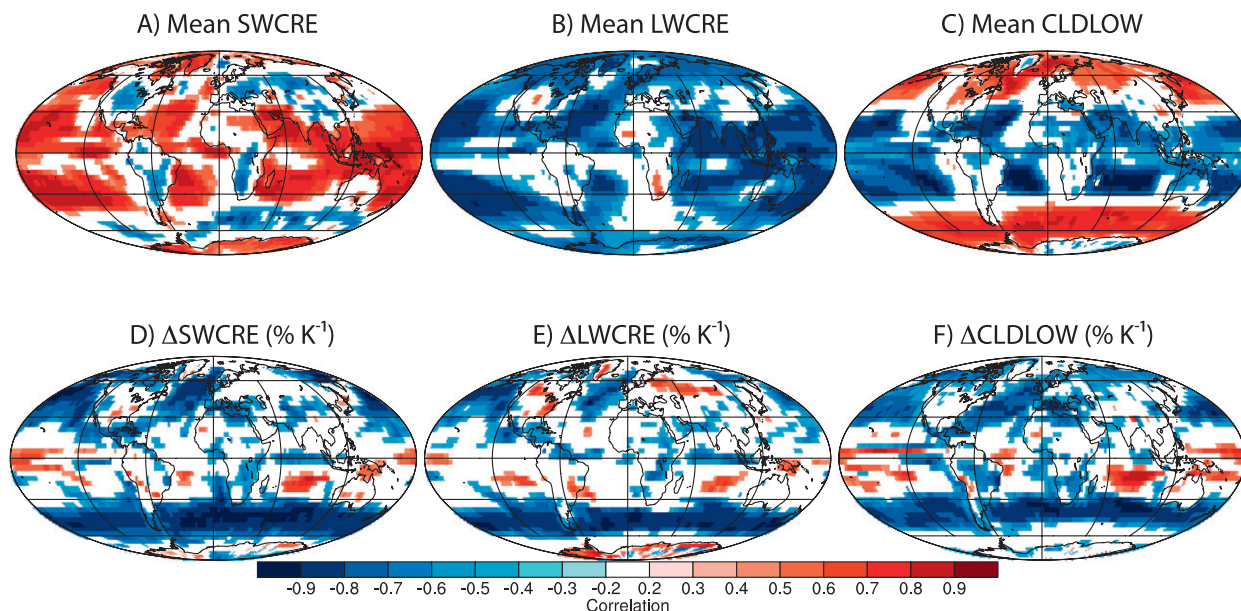 A) Mean SWCRE
B) Mean LWCRE
C) Mean CLDLOW
D) ΔSWCRE (% K⁻¹)
E) ΔLWCRE (% K⁻¹)
F) ΔCLDLOW (% K⁻¹)
-0.9 -0.7 -0.6 -0.5 -0.4 -0.3 -0.2 0.2 0.3 0.4 0.5 0.6 0.7 0.8 0.9
Correlation